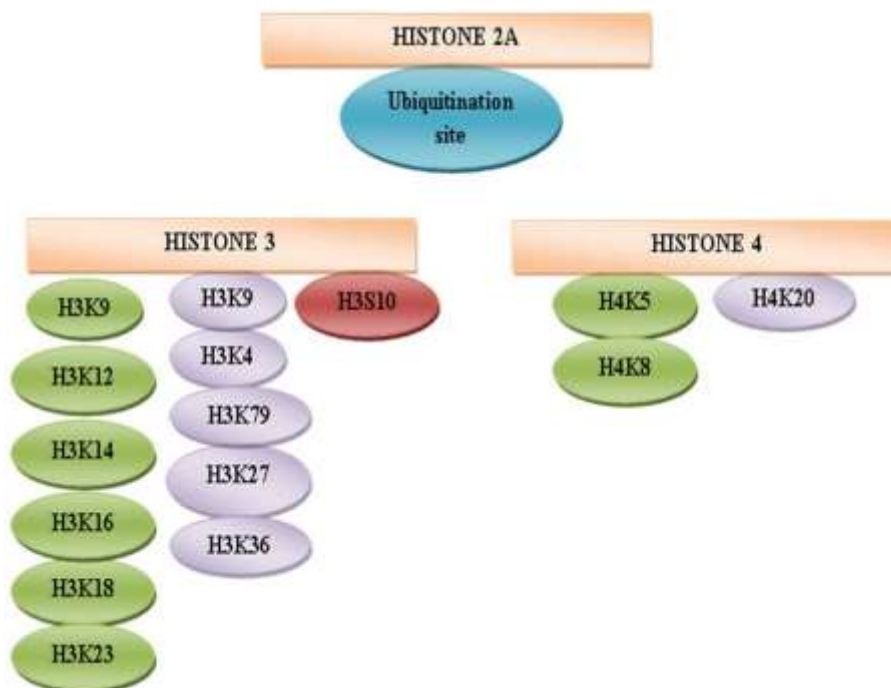 HISTONE 2A
Ubiquitination
site
HISTONE 3
H3K9
H3K12
H3K14
H3K16
H3K18
H3K23
H3K9
H3K4
H3K79
H3K27
H3K36
H3S10
HISTONE 4
H4K5
H4K8
H4K20